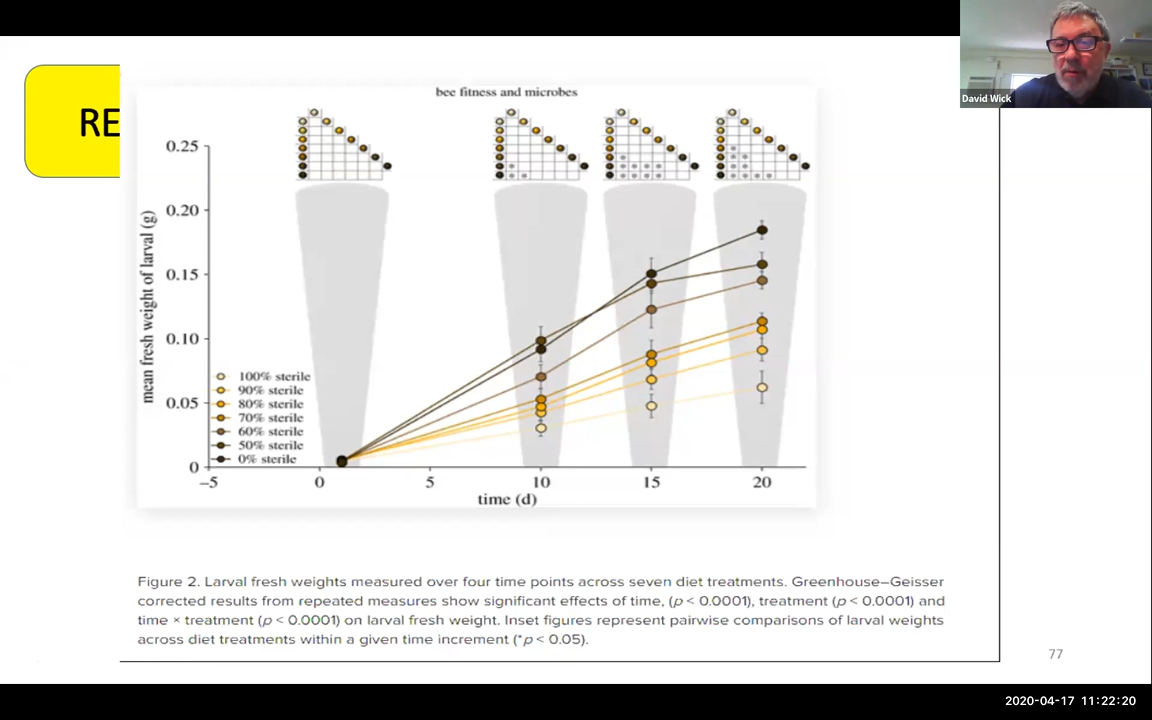 RE
David Wick
bee fitness and microbes
0.25
0.20
0.15
0.10
0.05
0
mean fresh weight of larval (g)
100% sterile
90% sterile
80% sterile
70% sterile
60% sterile
50% sterile
0% sterile
−5 0 5 10 15 20
time (d)
Figure 2. Larval fresh weights measured over four time points across seven diet treatments. Greenhouse–Geisser
corrected results from repeated measures show significant effects of time, (p < 0.0001), treatment (p < 0.0001) and
time × treatment (p < 0.0001) on larval fresh weight. Inset figures represent pairwise comparisons of larval weights
across diet treatments within a given time increment (*p < 0.05).
77
2020-04-17 11:22:20